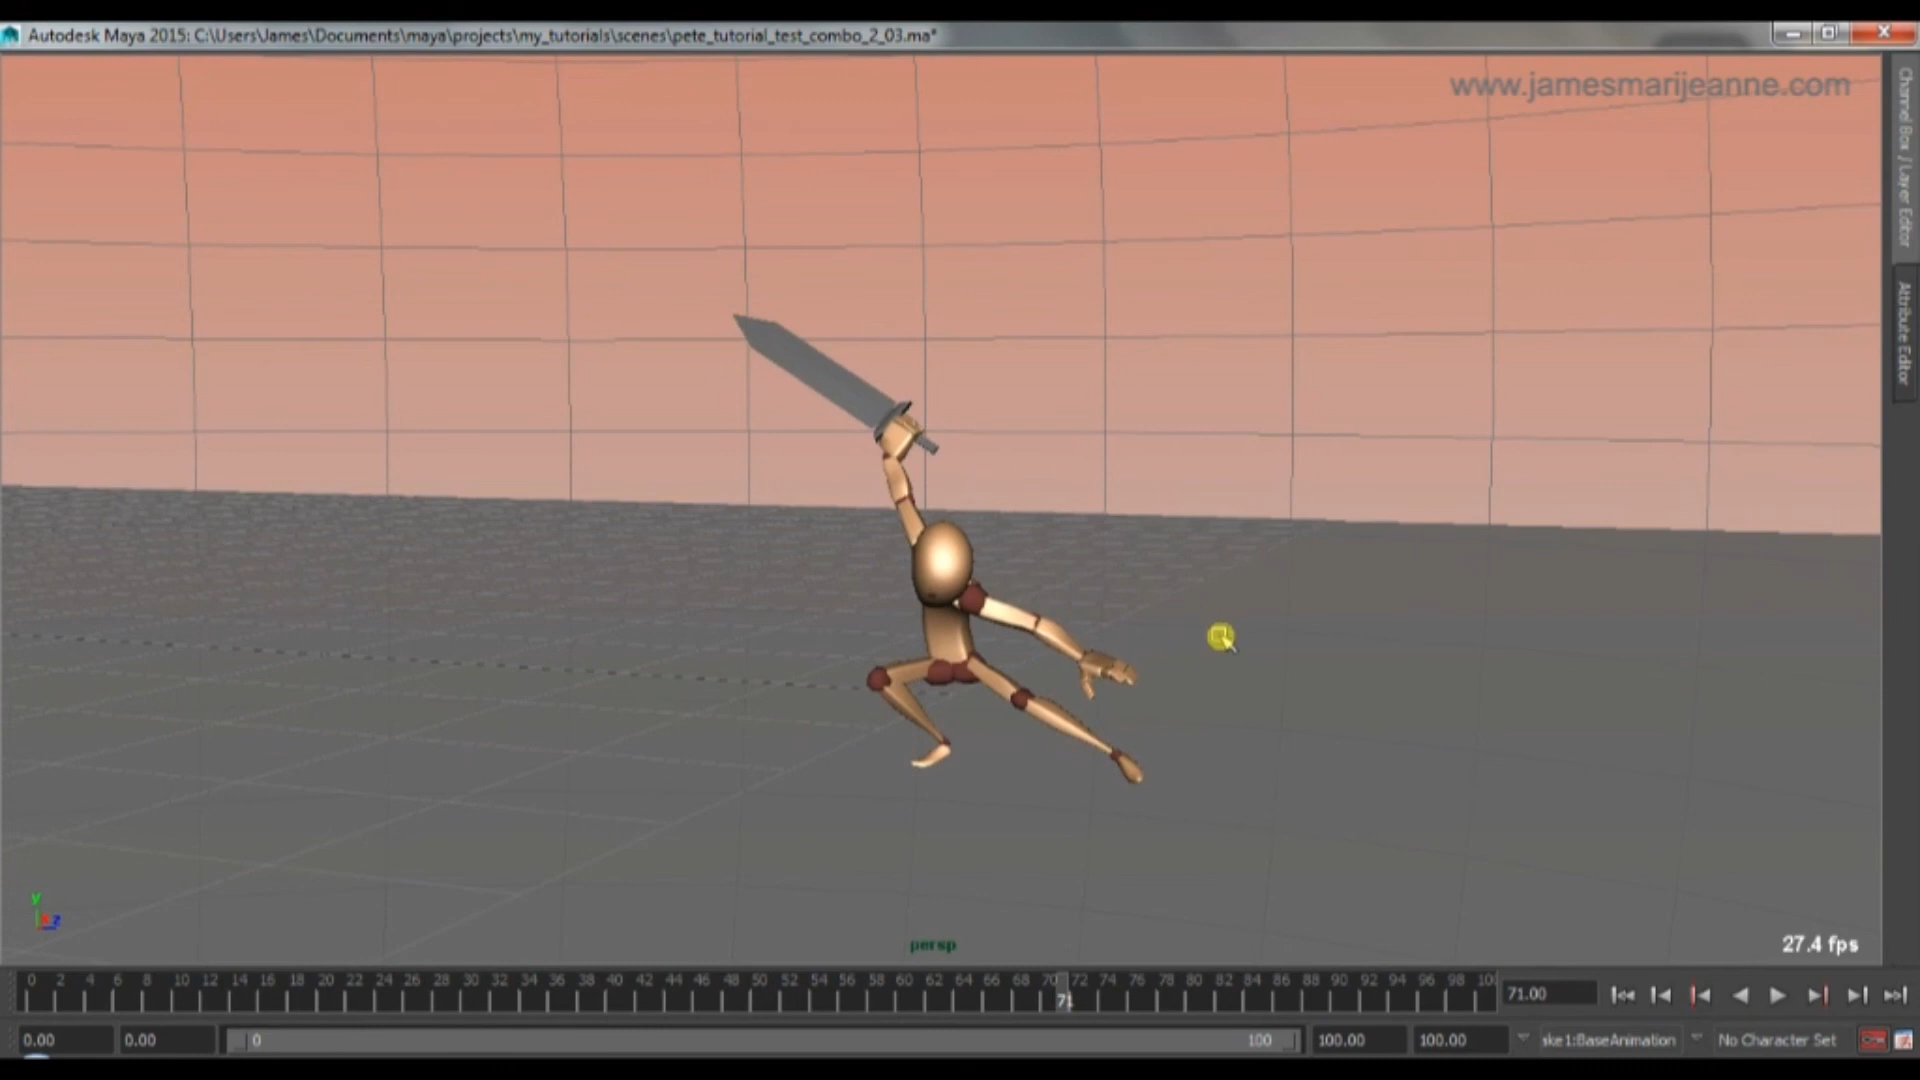 Autodesk Maya 2015: C:\Users\James\Documents\maya\projects\my_tutorials\scenes\pete_tutorial_test_combo_2_03.ma*
www.jamesmarijeanne.com
Channel Box / Layer Editor
Attribute Editor
y
x z
persp
27.4 fps
0 2 4 6 8 10 12 14 16 18 20 22 24 26 28 30 32 34 36 38 40 42 44 46 48 50 52 54 56 58 60 62 64 66 68 70 72 74 76 78 80 82 84 86 88 90 92 94 96 98 10
71
71.00
0.00 0.00 0 100 100.00 100.00 ske1:BaseAnimation No Character Set